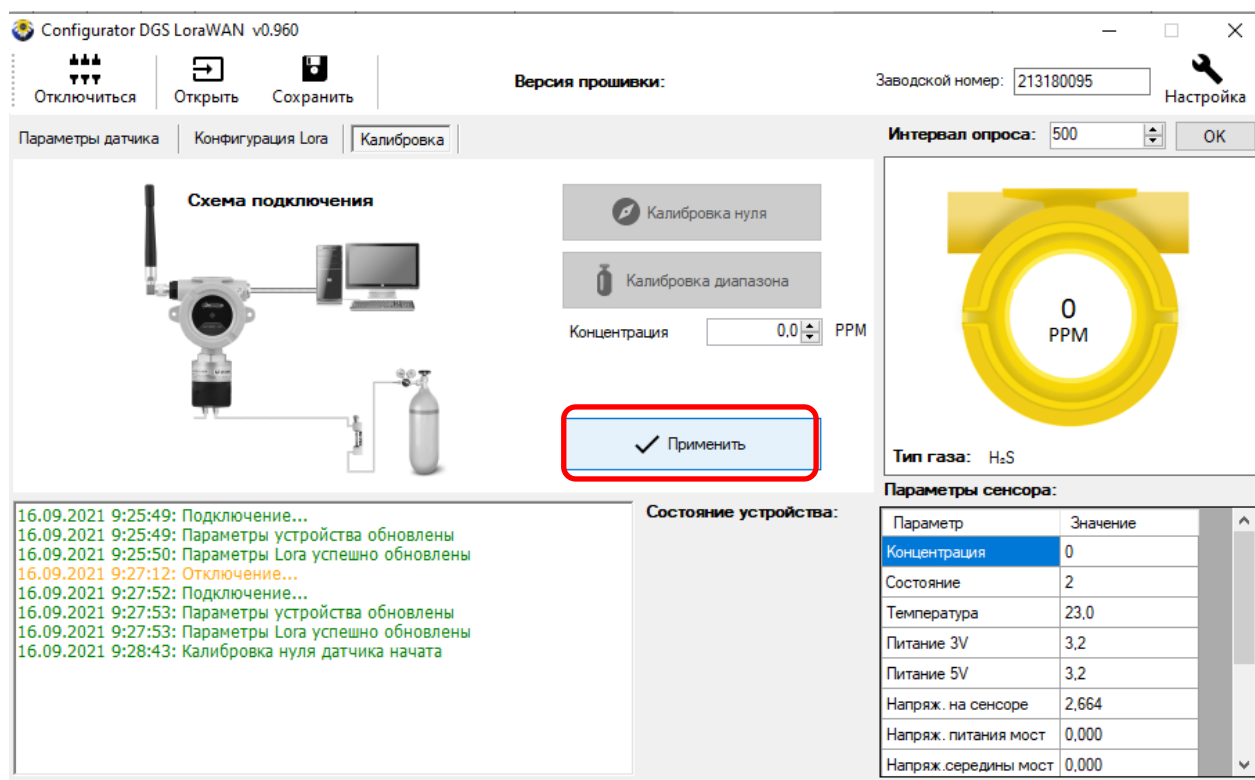 Configurator DGS LoraWAN v0.960
Отключиться Открыть Сохранить Версия прошивки: Заводской номер: 213180095 Настройка
Параметры датчика Конфигурация Lora Калибровка
Интервал опроса: 500 OK
Схема подключения
Калибровка нуля
Калибровка диапазона
Концентрация 0,0 PPM
Применить
0
PPM
Тип газа: H₂S
16.09.2021 9:25:49: Подключение...
16.09.2021 9:25:49: Параметры устройства обновлены
16.09.2021 9:25:50: Параметры Lora успешно обновлены
16.09.2021 9:27:12: Отключение...
16.09.2021 9:27:52: Подключение...
16.09.2021 9:27:53: Параметры устройства обновлены
16.09.2021 9:27:53: Параметры Lora успешно обновлены
16.09.2021 9:28:43: Калибровка нуля датчика начата
Состояние устройства:
Параметры сенсора:
Параметр Значение
Концентрация 0
Состояние 2
Температура 23,0
Питание 3V 3,2
Питание 5V 3,2
Напряж. на сенсоре 2,664
Напряж. питания мост 0,000
Напряж.середины мост 0,000